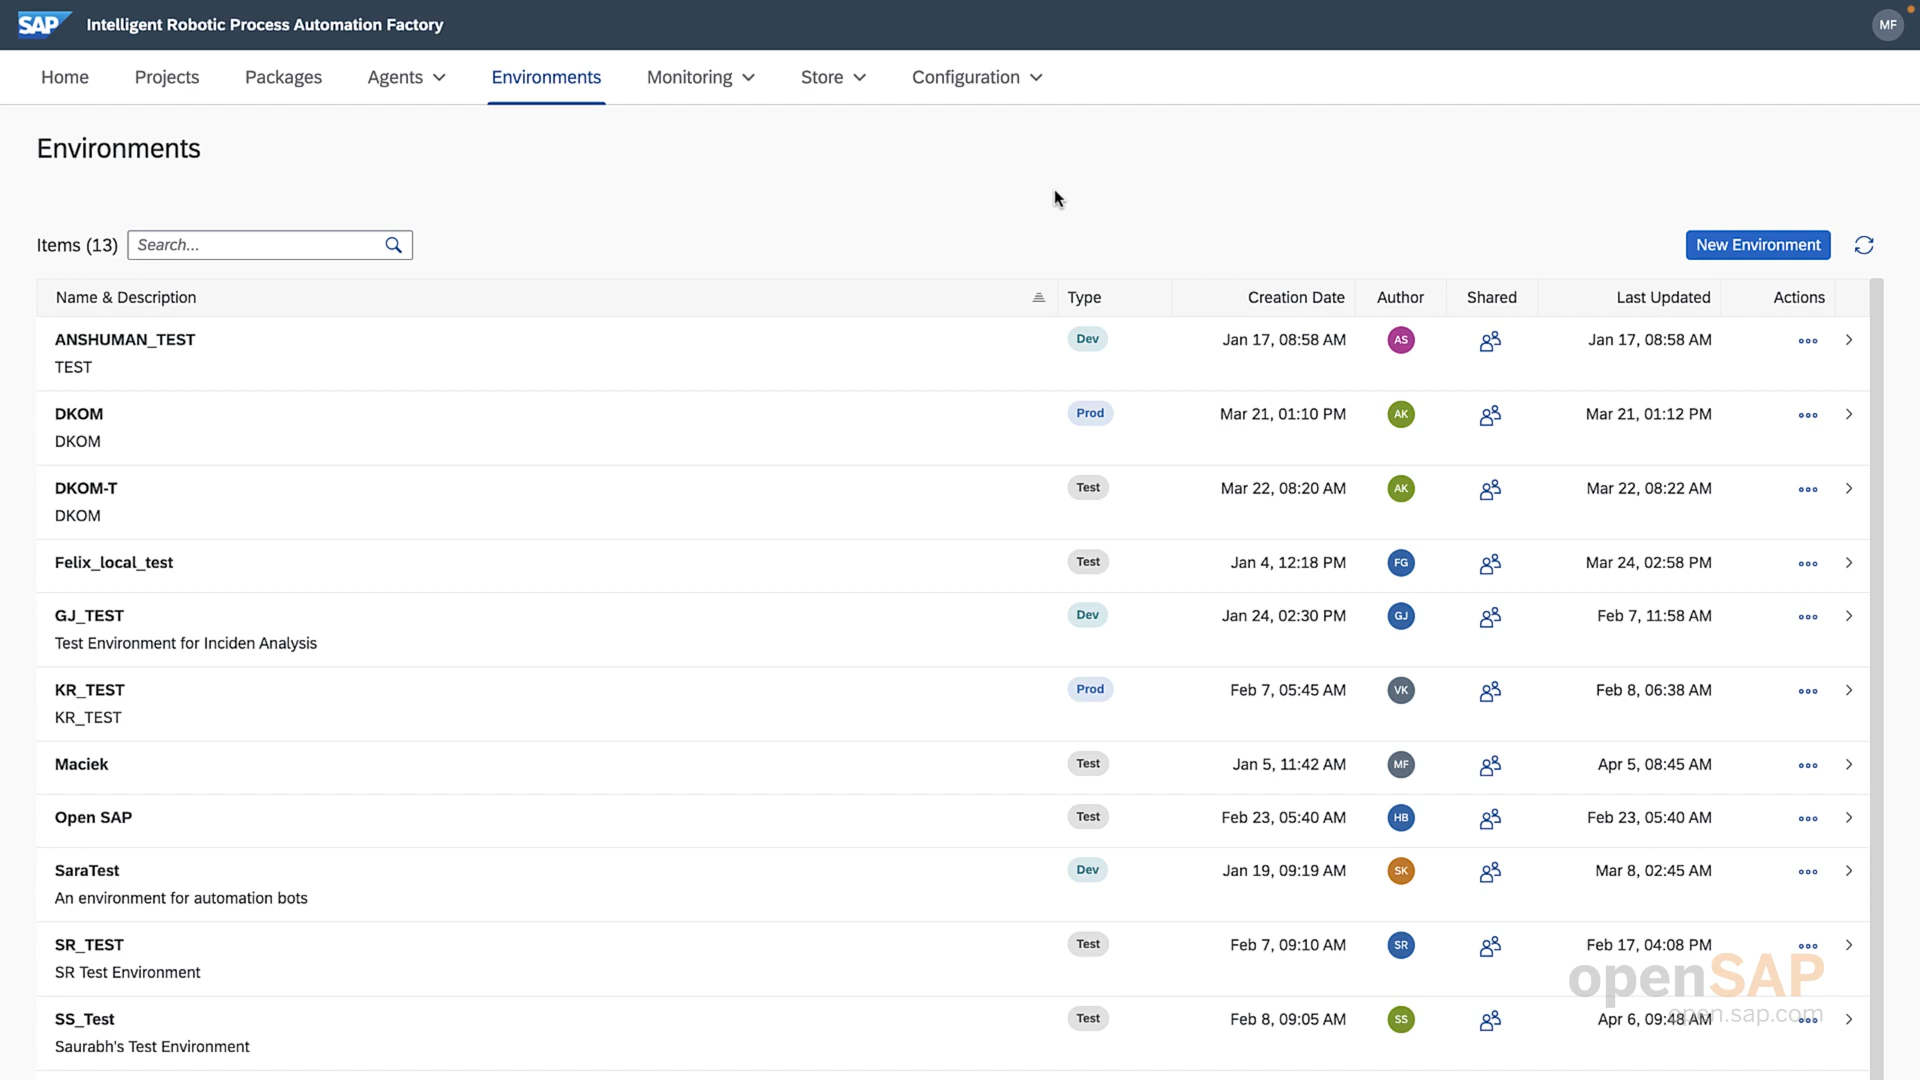 SAP Intelligent Robotic Process Automation Factory MF
Home Projects Packages Agents Environments Monitoring Store Configuration
Environments
Items (13) Search... New Environment
Name & Description Type Creation Date Author Shared Last Updated Actions
ANSHUMAN_TEST Dev Jan 17, 08:58 AM AS Jan 17, 08:58 AM
TEST
DKOM Prod Mar 21, 01:10 PM AK Mar 21, 01:12 PM
DKOM
DKOM-T Test Mar 22, 08:20 AM AK Mar 22, 08:22 AM
DKOM
Felix_local_test Test Jan 4, 12:18 PM FG Mar 24, 02:58 PM
GJ_TEST Dev Jan 24, 02:30 PM GJ Feb 7, 11:58 AM
Test Environment for Inciden Analysis
KR_TEST Prod Feb 7, 05:45 AM VK Feb 8, 06:38 AM
KR_TEST
Maciek Test Jan 5, 11:42 AM MF Apr 5, 08:45 AM
Open SAP Test Feb 23, 05:40 AM HB Feb 23, 05:40 AM
SaraTest Dev Jan 19, 09:19 AM SK Mar 8, 02:45 AM
An environment for automation bots
SR_TEST Test Feb 7, 09:10 AM SR Feb 17, 04:08 PM
SR Test Environment
openSAP
SS_Test Test Feb 8, 09:05 AM SS Apr 6, 09:48 AM
open.sap.com
Saurabh's Test Environment